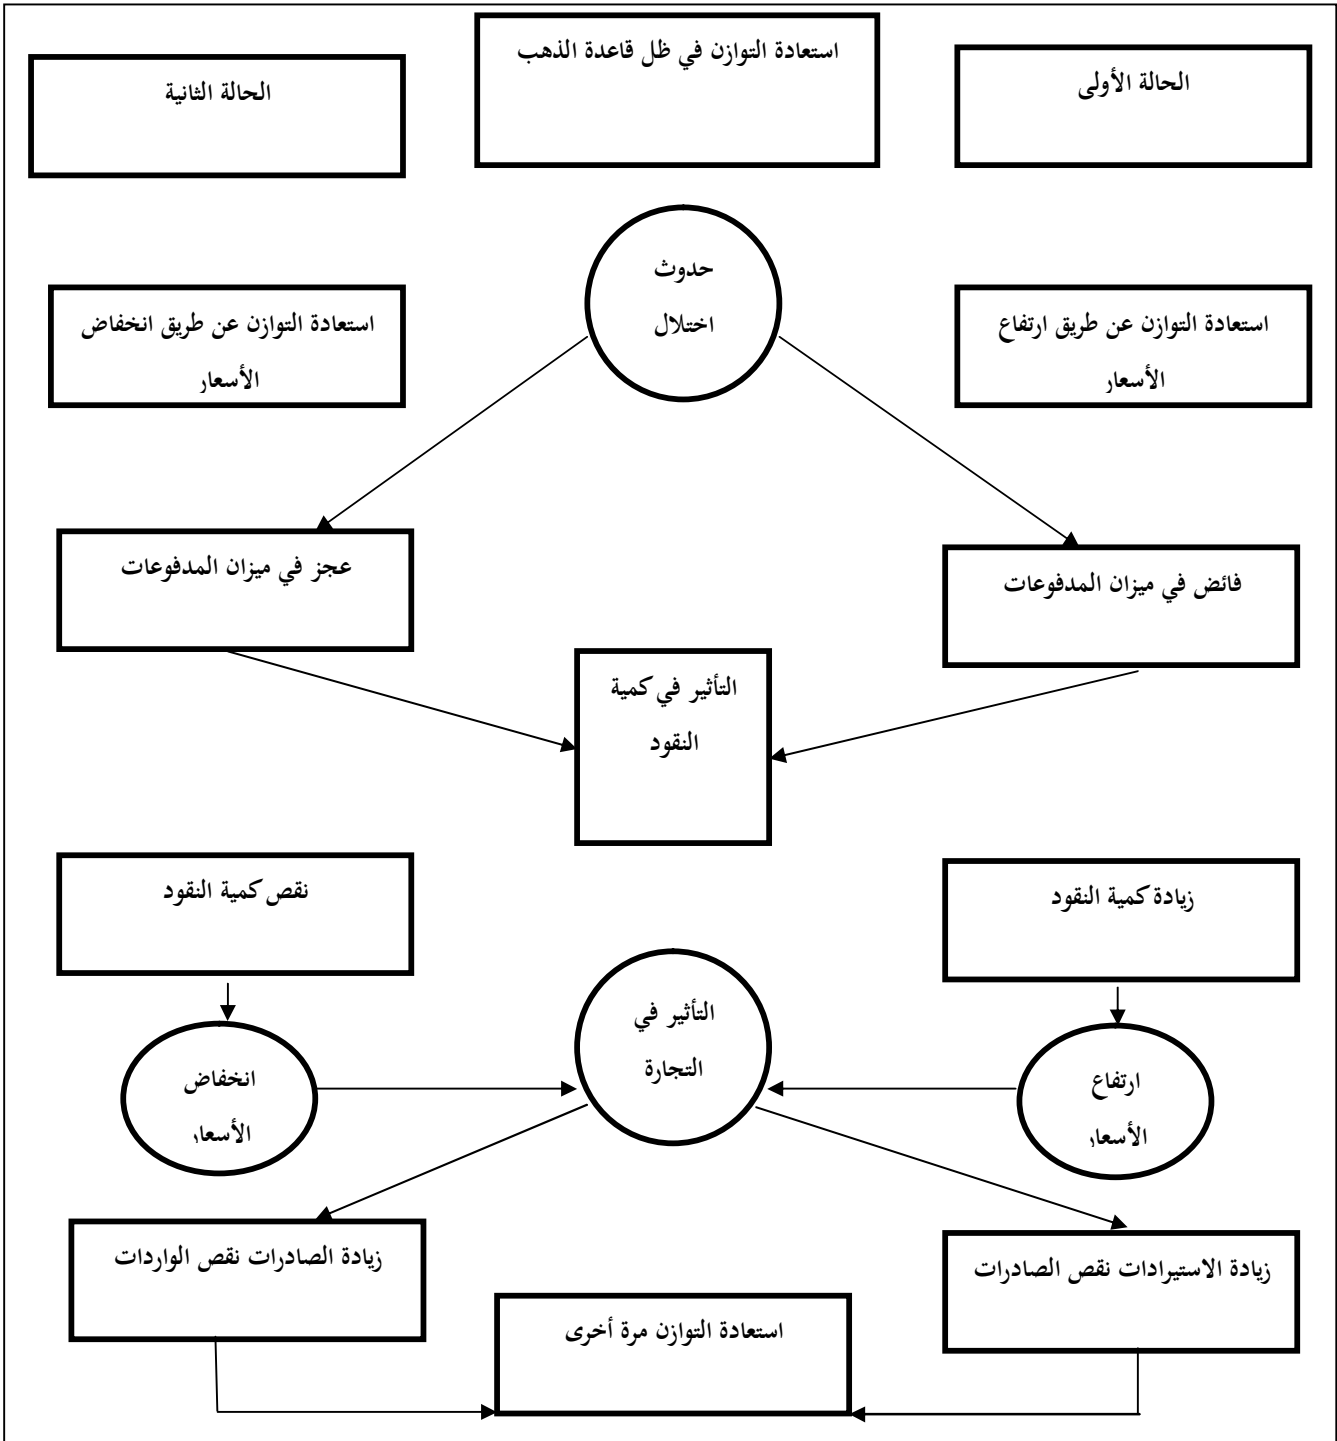 استعادة التوازن في ظل قاعدة الذهب
الحالة الأولى
الحالة الثانية
حدوث
اختلال
استعادة التوازن عن طريق ارتفاع
الأسعار
استعادة التوازن عن طريق انخفاض
الأسعار
عجز في ميزان المدفوعات
فائض في ميزان المدفوعات
التأثير في كمية
النقود
زيادة كمية النقود
نقص كمية النقود
التأثير في
التجارة
ارتفاع
الأسعار
انخفاض
الأسعار
زيادة الاستيرادات نقص الصادرات
زيادة الصادرات نقص الواردات
استعادة التوازن مرة أخرى